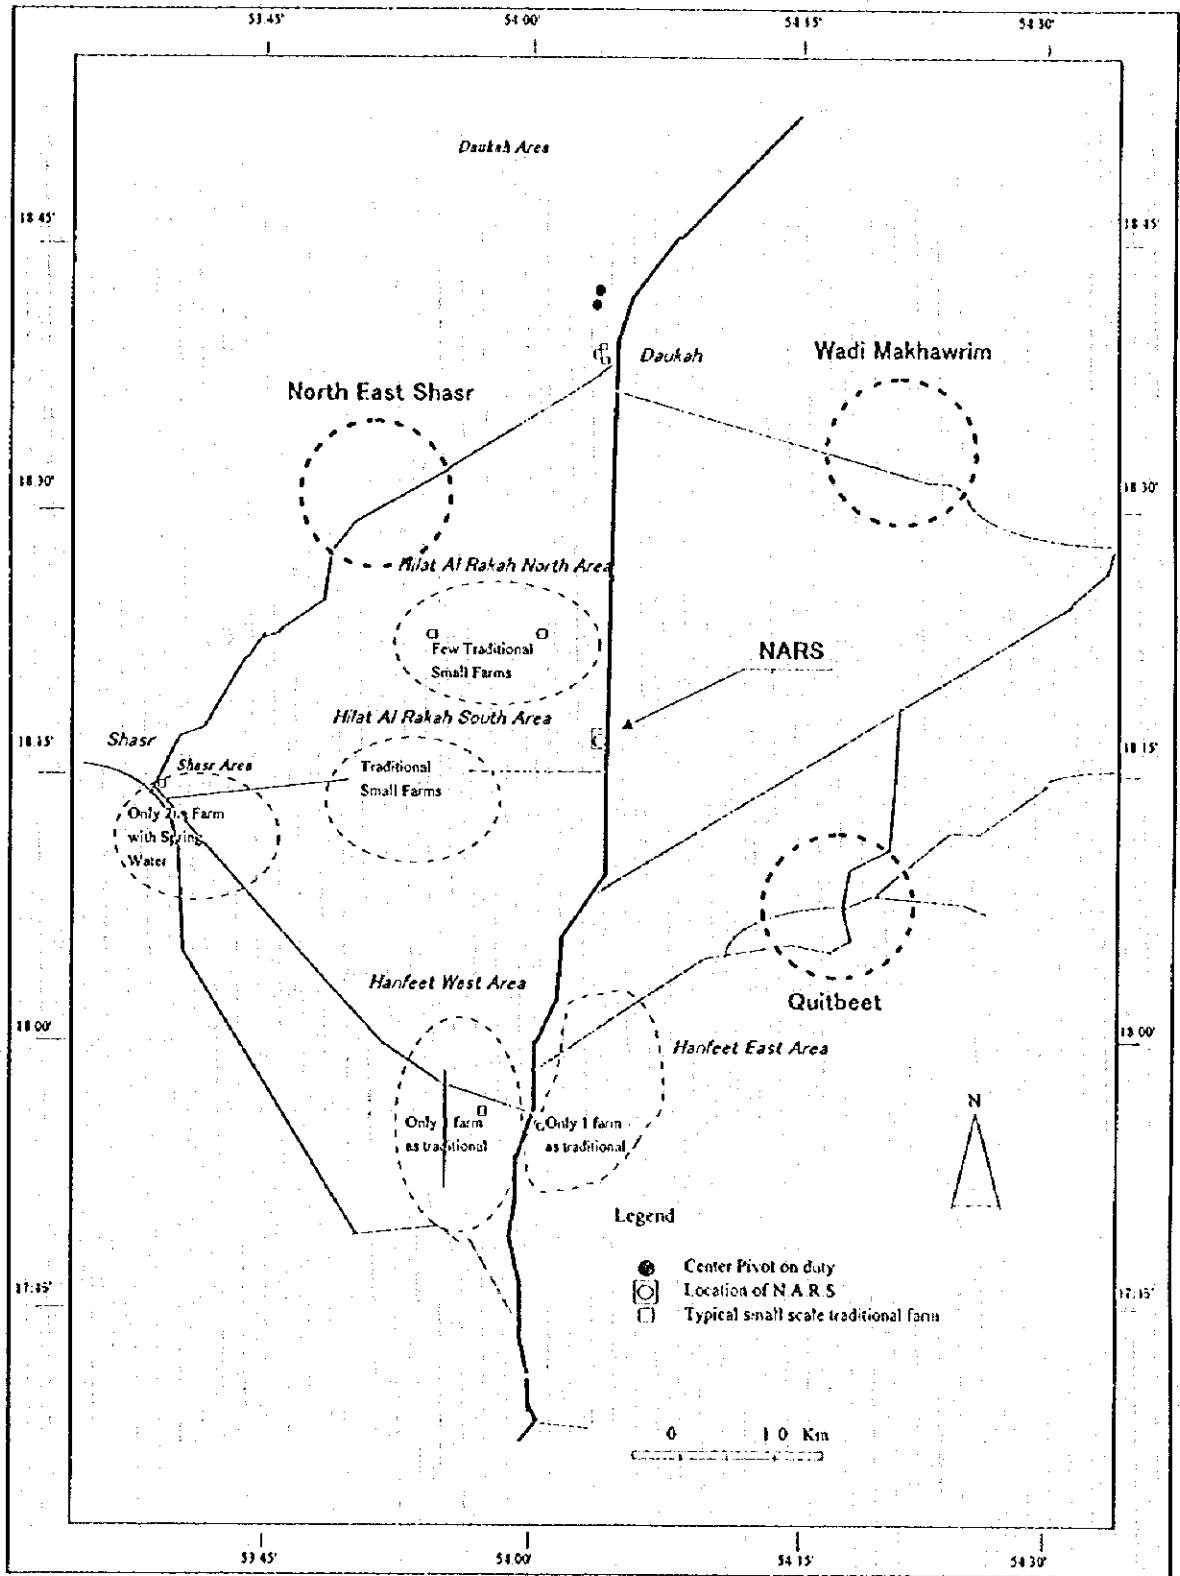 53.45'
54 00'
54 15'
54 30'
Daukah Area
18 45'
18 45'
Daukah
Wadi Makhawrim
North East Shasr
18 30'
18 30'
Hilat Al Rakah North Area
Few Traditional
Small Farms
NARS
Hilat Al Rakah South Area
Shasr
18 15'
18 15'
Shasr Area
Traditional
Small Farms
Only Farm
with Spring
Water
Hanfeet West Area
Quitbeet
18 00'
18 00'
Hanfeet East Area
N
Only 1 farm
as traditional
Only 1 farm
as traditional
Legend
Center Pivot on duty
Location of N.A.R.S
Typical small scale traditional farm
17:45'
17:45'
0 10 Km
53 45'
54 00'
54 15'
54 30'